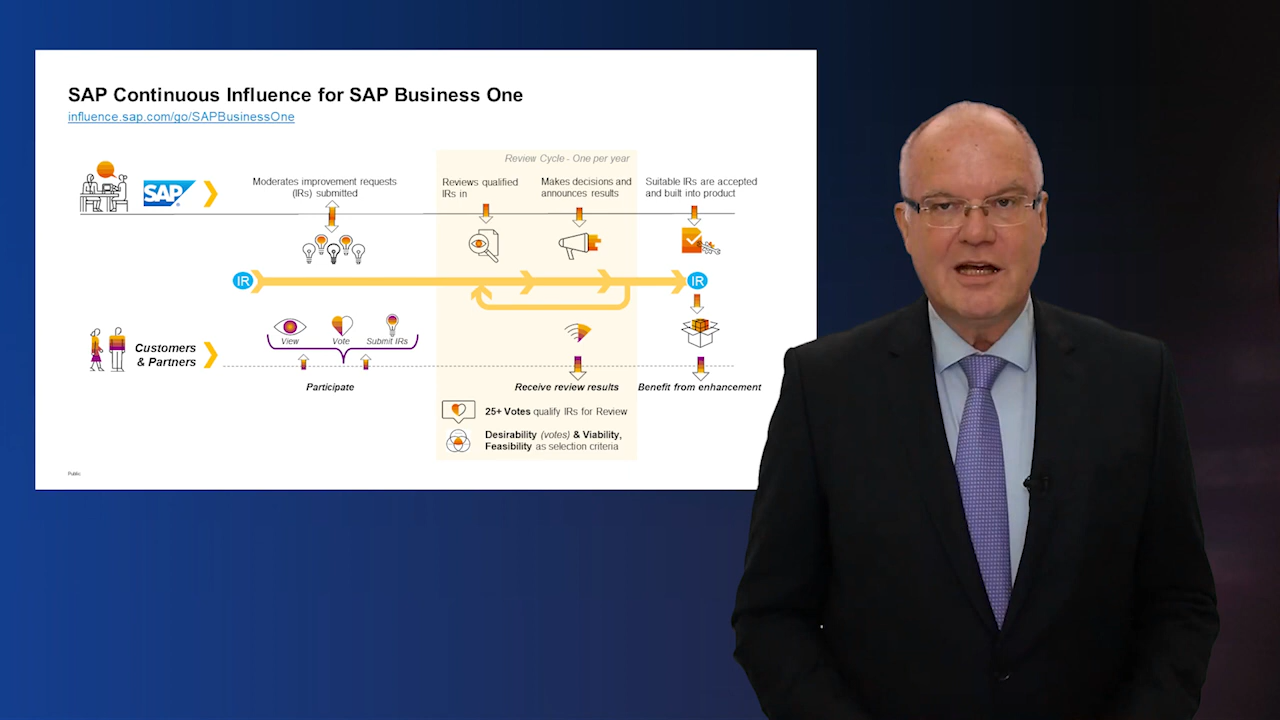 SAP Continuous Influence for SAP Business One
influence.sap.com/go/SAPBusinessOne
Review Cycle - One per year
SAP
Moderates improvement requests
(IRs) submitted
Reviews qualified
IRs in
Makes decisions and
announces results
Suitable IRs are accepted
and built into product
IR
IR
Customers
& Partners
View
Vote
Submit IRs
Participate
Receive review results
Benefit from enhancement
25+ Votes qualify IRs for Review
Desirability (votes) & Viability,
Feasibility as selection criteria
Public